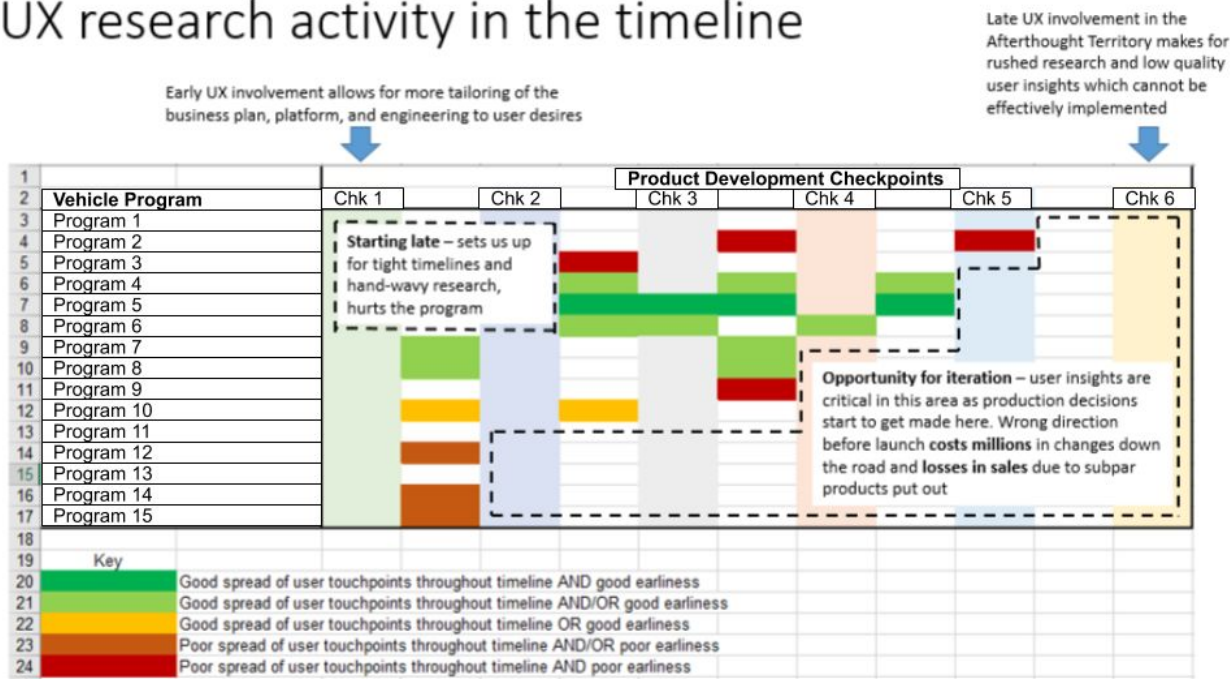 UX research activity in the timeline
Late UX involvement in the
Afterthought Territory makes for
rushed research and low quality
user insights which cannot be
effectively implemented
Early UX involvement allows for more tailoring of the
business plan, platform, and engineering to user desires
1
Product Development Checkpoints
2 Vehicle Program Chk 1 Chk 2 Chk 3 Chk 4 Chk 5 Chk 6
3 Program 1
4 Program 2
5 Program 3
6 Program 4
7 Program 5
8 Program 6
9 Program 7
10 Program 8
11 Program 9
12 Program 10
13 Program 11
14 Program 12
15 Program 13
16 Program 14
17 Program 15
Starting late – sets us up
for tight timelines and
hand-wavy research,
hurts the program
Opportunity for iteration – user insights are
critical in this area as production decisions
start to get made here. Wrong direction
before launch costs millions in changes down
the road and losses in sales due to subpar
products put out
18
19 Key
20 Good spread of user touchpoints throughout timeline AND good earliness
21 Good spread of user touchpoints throughout timeline AND/OR good earliness
22 Good spread of user touchpoints throughout timeline OR good earliness
23 Poor spread of user touchpoints throughout timeline AND/OR poor earliness
24 Poor spread of user touchpoints throughout timeline AND poor earliness